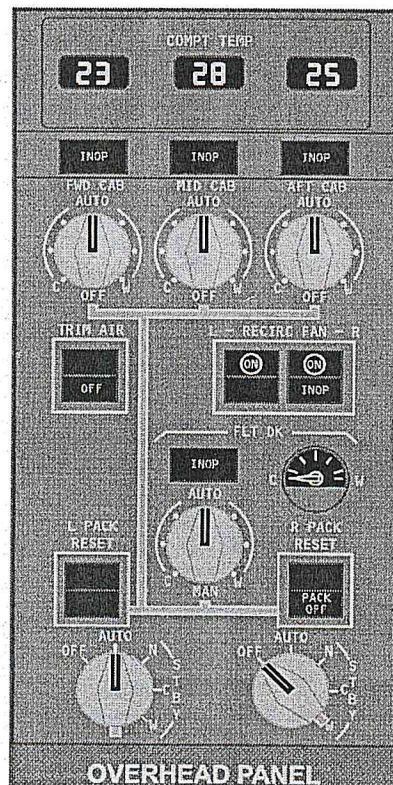 COMPT TEMP
23 28 25
INOP INOP INOP
FWD CAB MID CAB AFT CAB
AUTO AUTO AUTO
C W C W C W
OFF OFF OFF
TRIM AIR L - RECIRC FAN - R
ON ON
OFF INOP
FLT DK
INOP
C W
AUTO
L PACK R PACK
RESET RESET
C W
MAN
PACK
OFF
AUTO AUTO
OFF N OFF N
STBY STBY
C C
W W
OVERHEAD PANEL